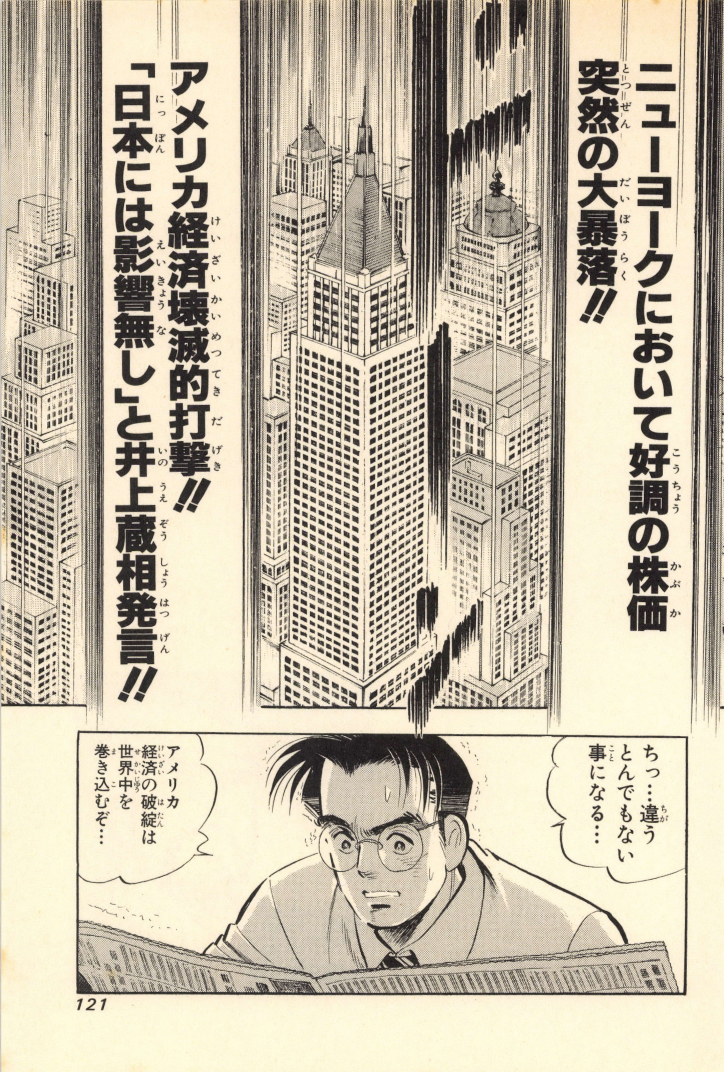 ニューヨークにおいて好調の株価
突然の大暴落!!
アメリカ経済壊滅的打撃!!
「日本には影響無し」と井上蔵相発言!!
ちっ…違う
とんでもない
事になる…
アメリカ
経済の破綻は
世界中を
巻き込むぞ…
121